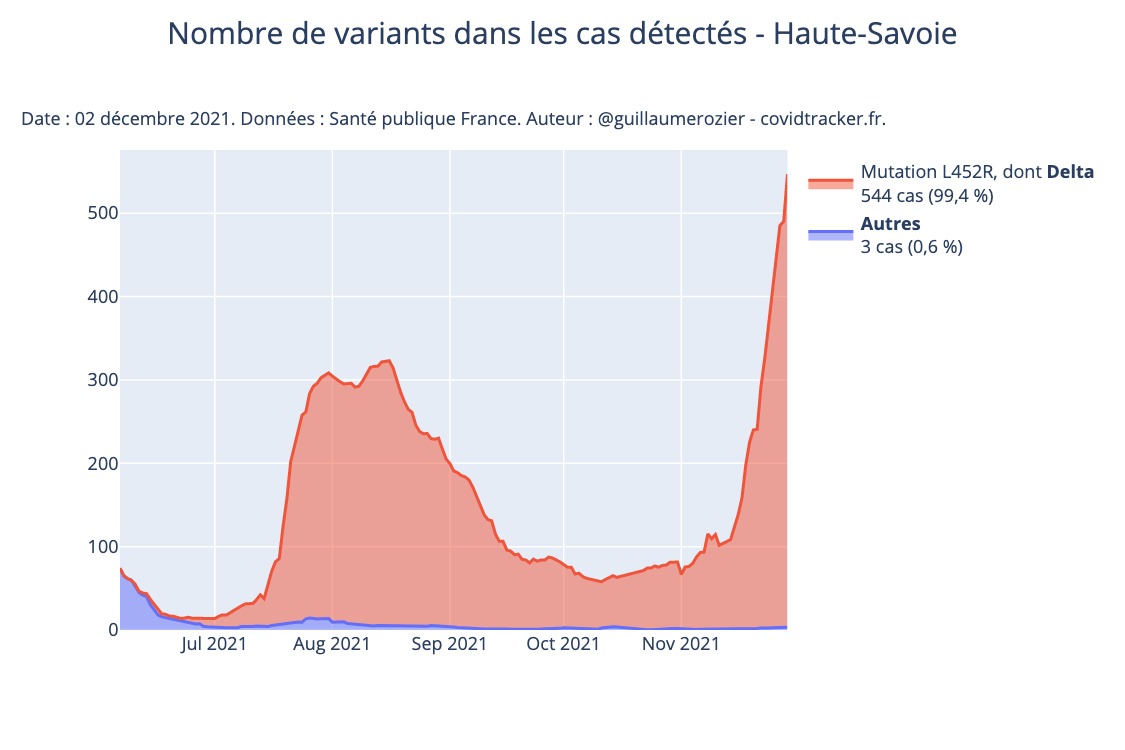 Nombre de variants dans les cas détectés - Haute-Savoie
Date : 02 décembre 2021. Données : Santé publique France. Auteur : @guillaumerozier - covidtracker.fr.
Mutation L452R, dont Delta
544 cas (99,4 %)
Autres
3 cas (0,6 %)
500
400
300
200
100
0
Jul 2021
Aug 2021
Sep 2021
Oct 2021
Nov 2021